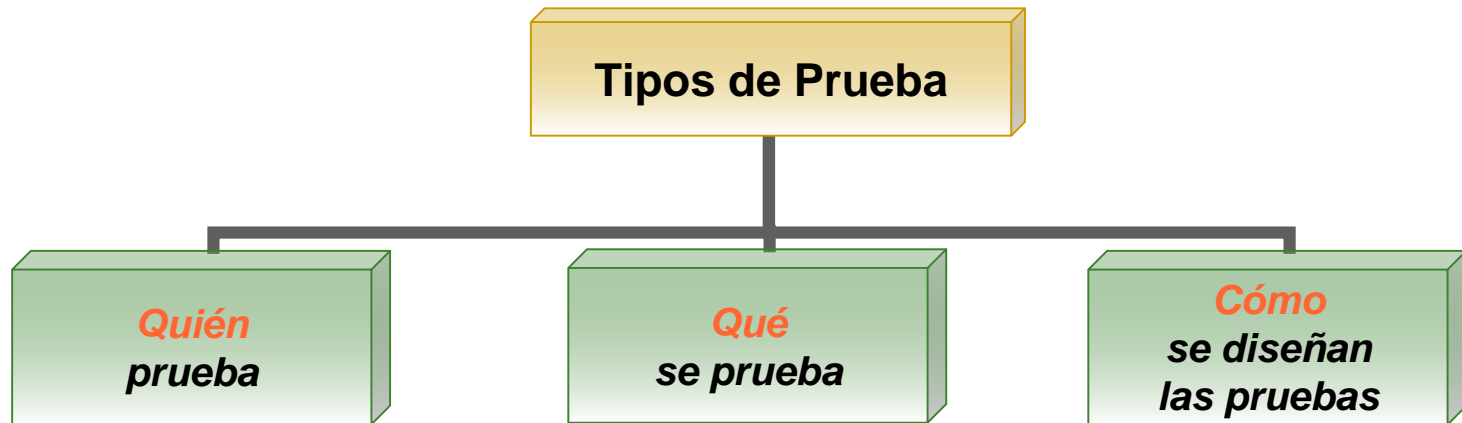 Tipos de Prueba
Quién
prueba
Qué
se prueba
Cómo
se diseñan
las pruebas